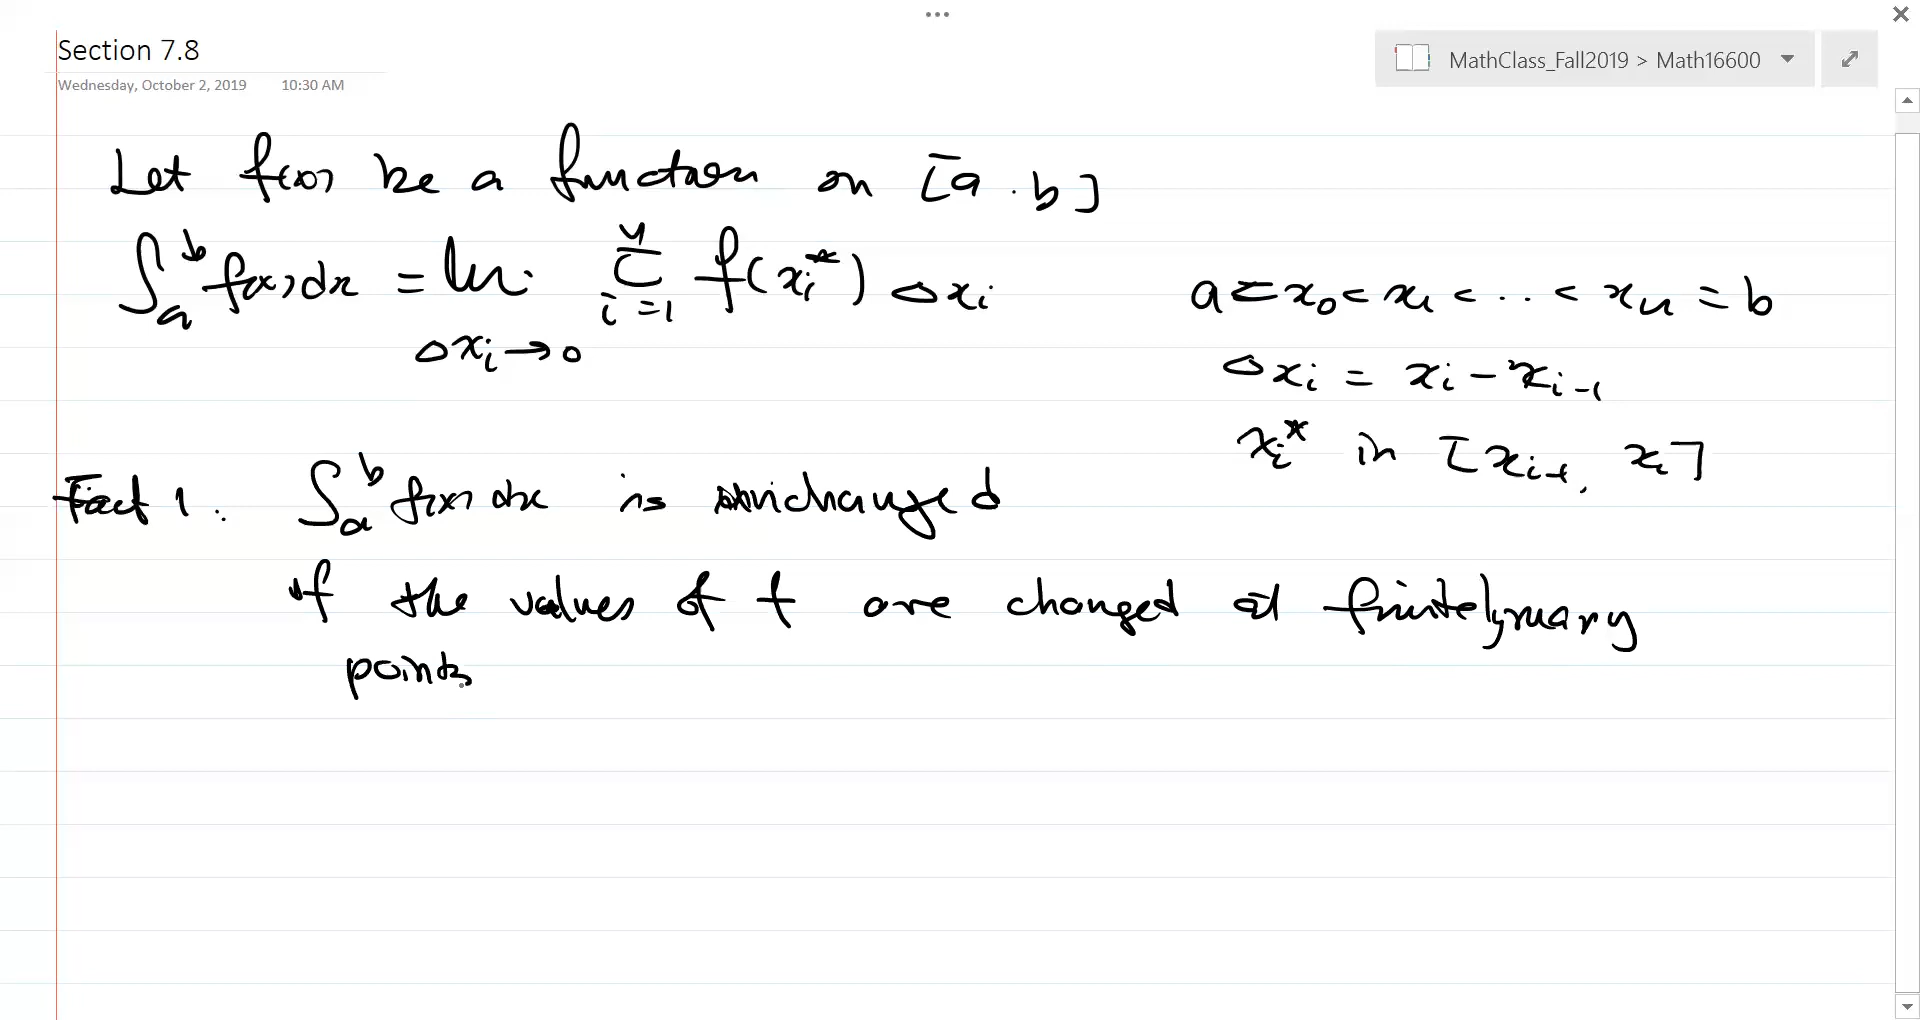 Section 7.8
Wednesday, October 2, 2019 10:30 AM
MathClass_Fall2019 > Math16600
Let f(x) be a function on [a, b]
∫_a^b f(x) dx = lim_{Δx_i→0} Σ_{i=1}^n f(x_i^*) Δx_i
a = x_0 < x_1 < .. < x_n = b
Δx_i = x_i - x_{i-1}
x_i^* in [x_{i-1}, x_i]
Fact 1. ∫_a^b f(x) dx is unchanged
if the values of f are changed at finitely many
points